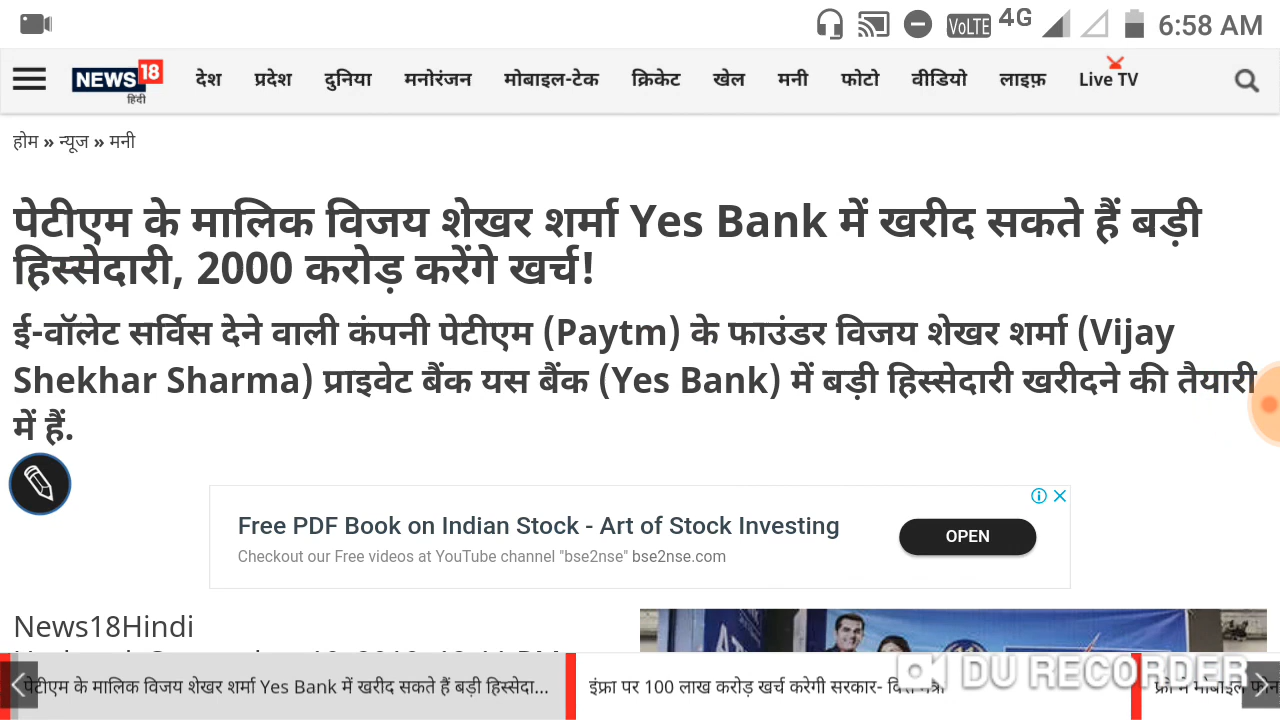 VoLTE 4G 6:58 AM
NEWS 18 हिंदी देश प्रदेश दुनिया मनोरंजन मोबाइल-टेक क्रिकेट खेल मनी फोटो वीडियो लाइफ़ Live TV
होम » न्यूज » मनी
पेटीएम के मालिक विजय शेखर शर्मा Yes Bank में खरीद सकते हैं बड़ी
हिस्सेदारी, 2000 करोड़ करेंगे खर्च!
ई-वॉलेट सर्विस देने वाली कंपनी पेटीएम (Paytm) के फाउंडर विजय शेखर शर्मा (Vijay
Shekhar Sharma) प्राइवेट बैंक यस बैंक (Yes Bank) में बड़ी हिस्सेदारी खरीदने की तैयारी
में हैं.
Free PDF Book on Indian Stock - Art of Stock Investing
Checkout our Free videos at YouTube channel "bse2nse" bse2nse.com
OPEN
News18Hindi
DU RECORDER
पेटीएम के मालिक विजय शेखर शर्मा Yes Bank में खरीद सकते हैं बड़ी हिस्सेदा... इंफ्रा पर 100 लाख करोड़ खर्च करेगी सरकार-